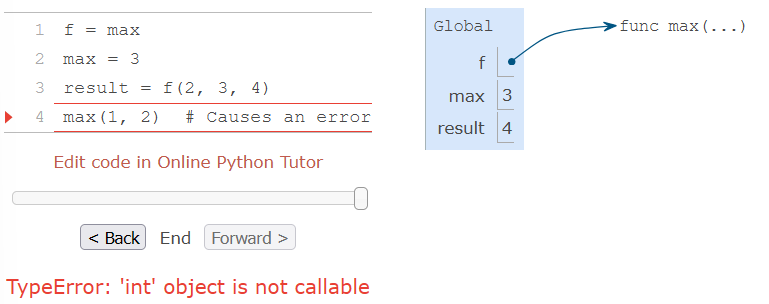 1 f = max
2 max = 3
3 result = f(2, 3, 4)
4 max(1, 2)  # Causes an error
Edit code in Online Python Tutor
< Back End Forward >
TypeError: 'int' object is not callable
Global
f
max 3
result 4
func max(...)